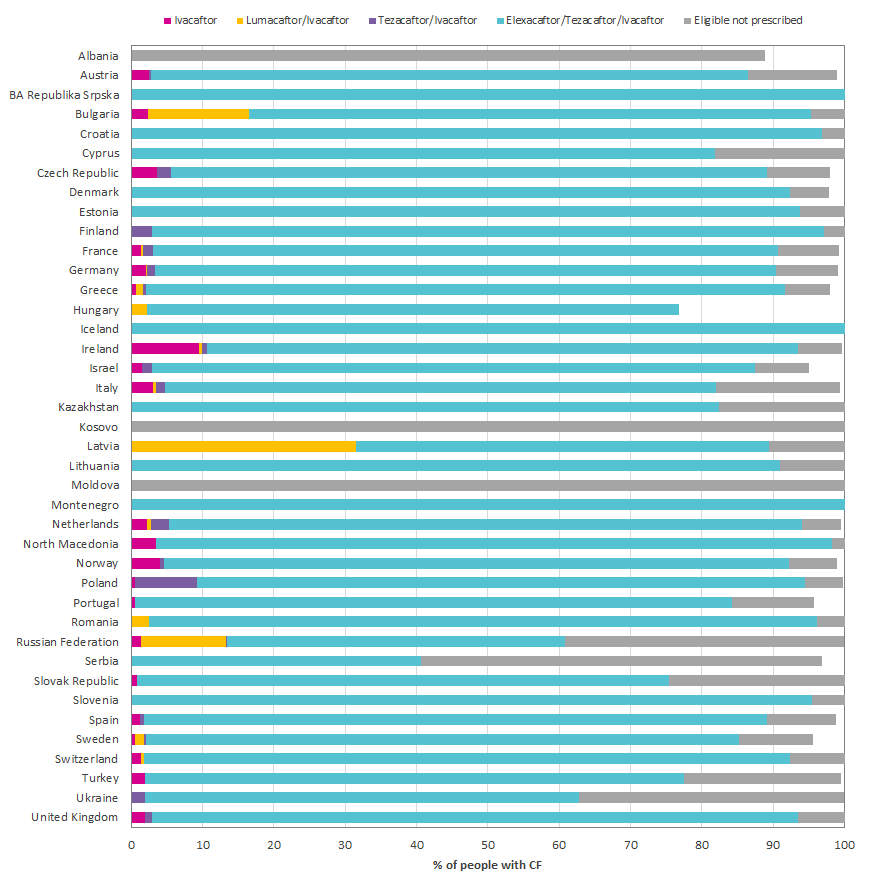 Ivacaftor Lumacaftor/Ivacaftor Tezacaftor/Ivacaftor Elexacaftor/Tezacaftor/Ivacaftor Eligible not prescribed
Albania
Austria
BA Republika Srpska
Bulgaria
Croatia
Cyprus
Czech Republic
Denmark
Estonia
Finland
France
Germany
Greece
Hungary
Iceland
Ireland
Israel
Italy
Kazakhstan
Kosovo
Latvia
Lithuania
Moldova
Montenegro
Netherlands
North Macedonia
Norway
Poland
Portugal
Romania
Russian Federation
Serbia
Slovak Republic
Slovenia
Spain
Sweden
Switzerland
Turkey
Ukraine
United Kingdom
0 10 20 30 40 50 60 70 80 90 100
% of people with CF